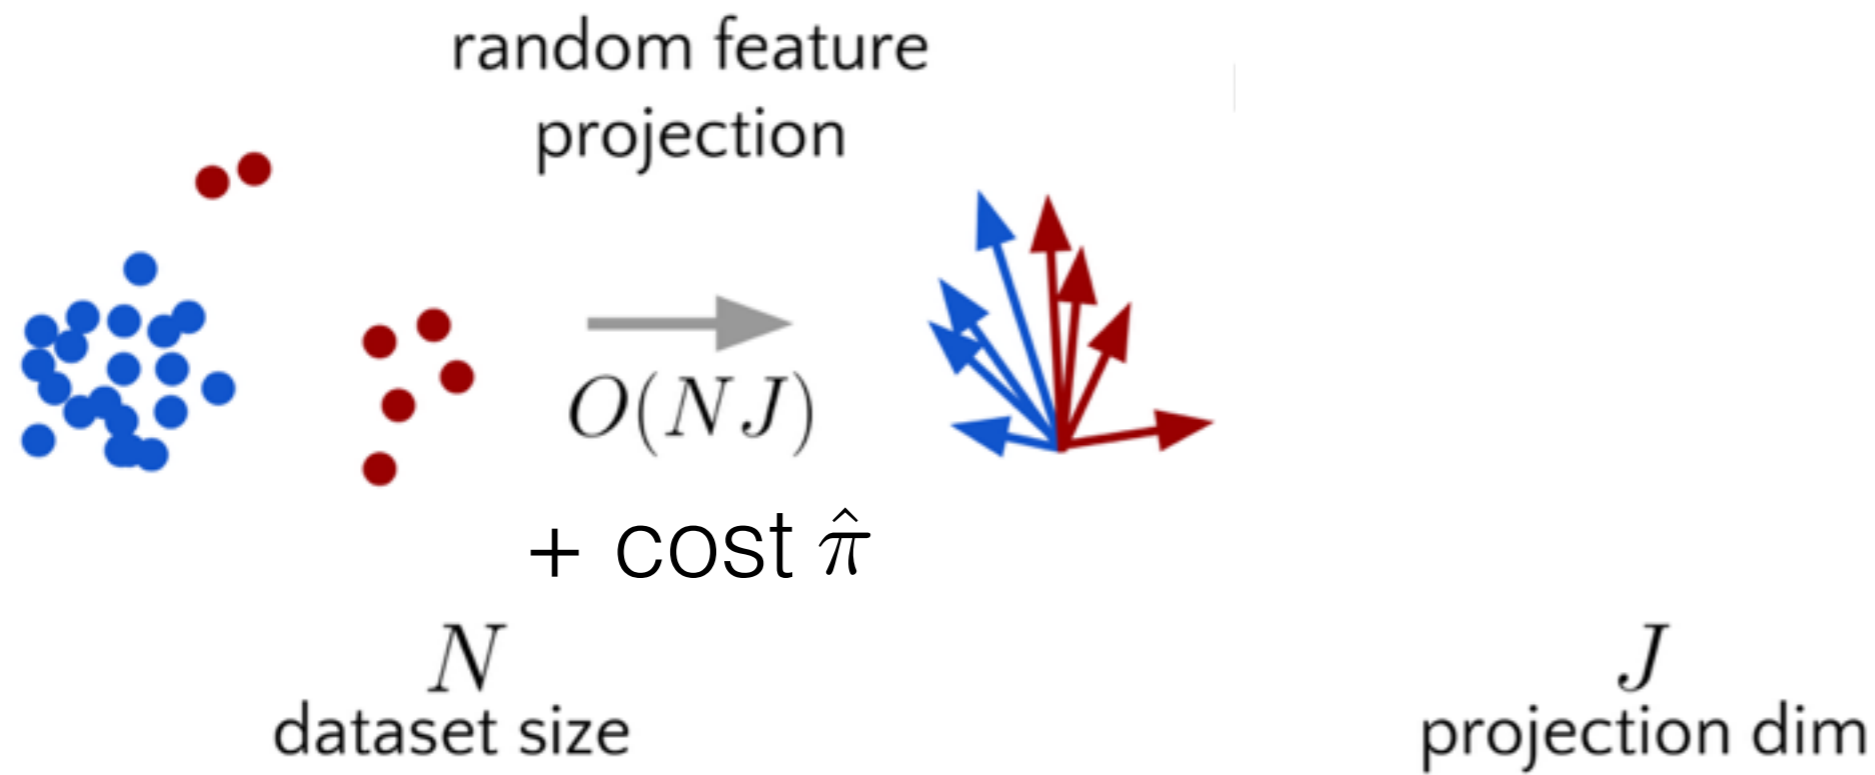 random feature
projection
O(NJ)
+ cost π̂
N
dataset size
J
projection dim